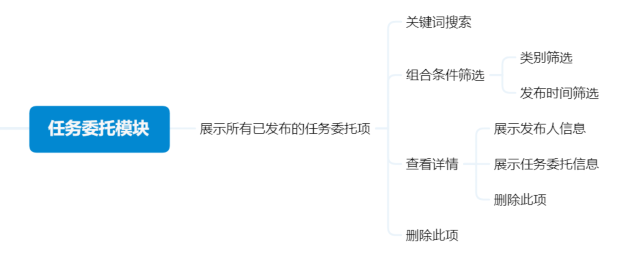 任务委托模块
展示所有已发布的任务委托项
关键词搜索
组合条件筛选
类别筛选
发布时间筛选
查看详情
展示发布人信息
展示任务委托信息
删除此项
删除此项